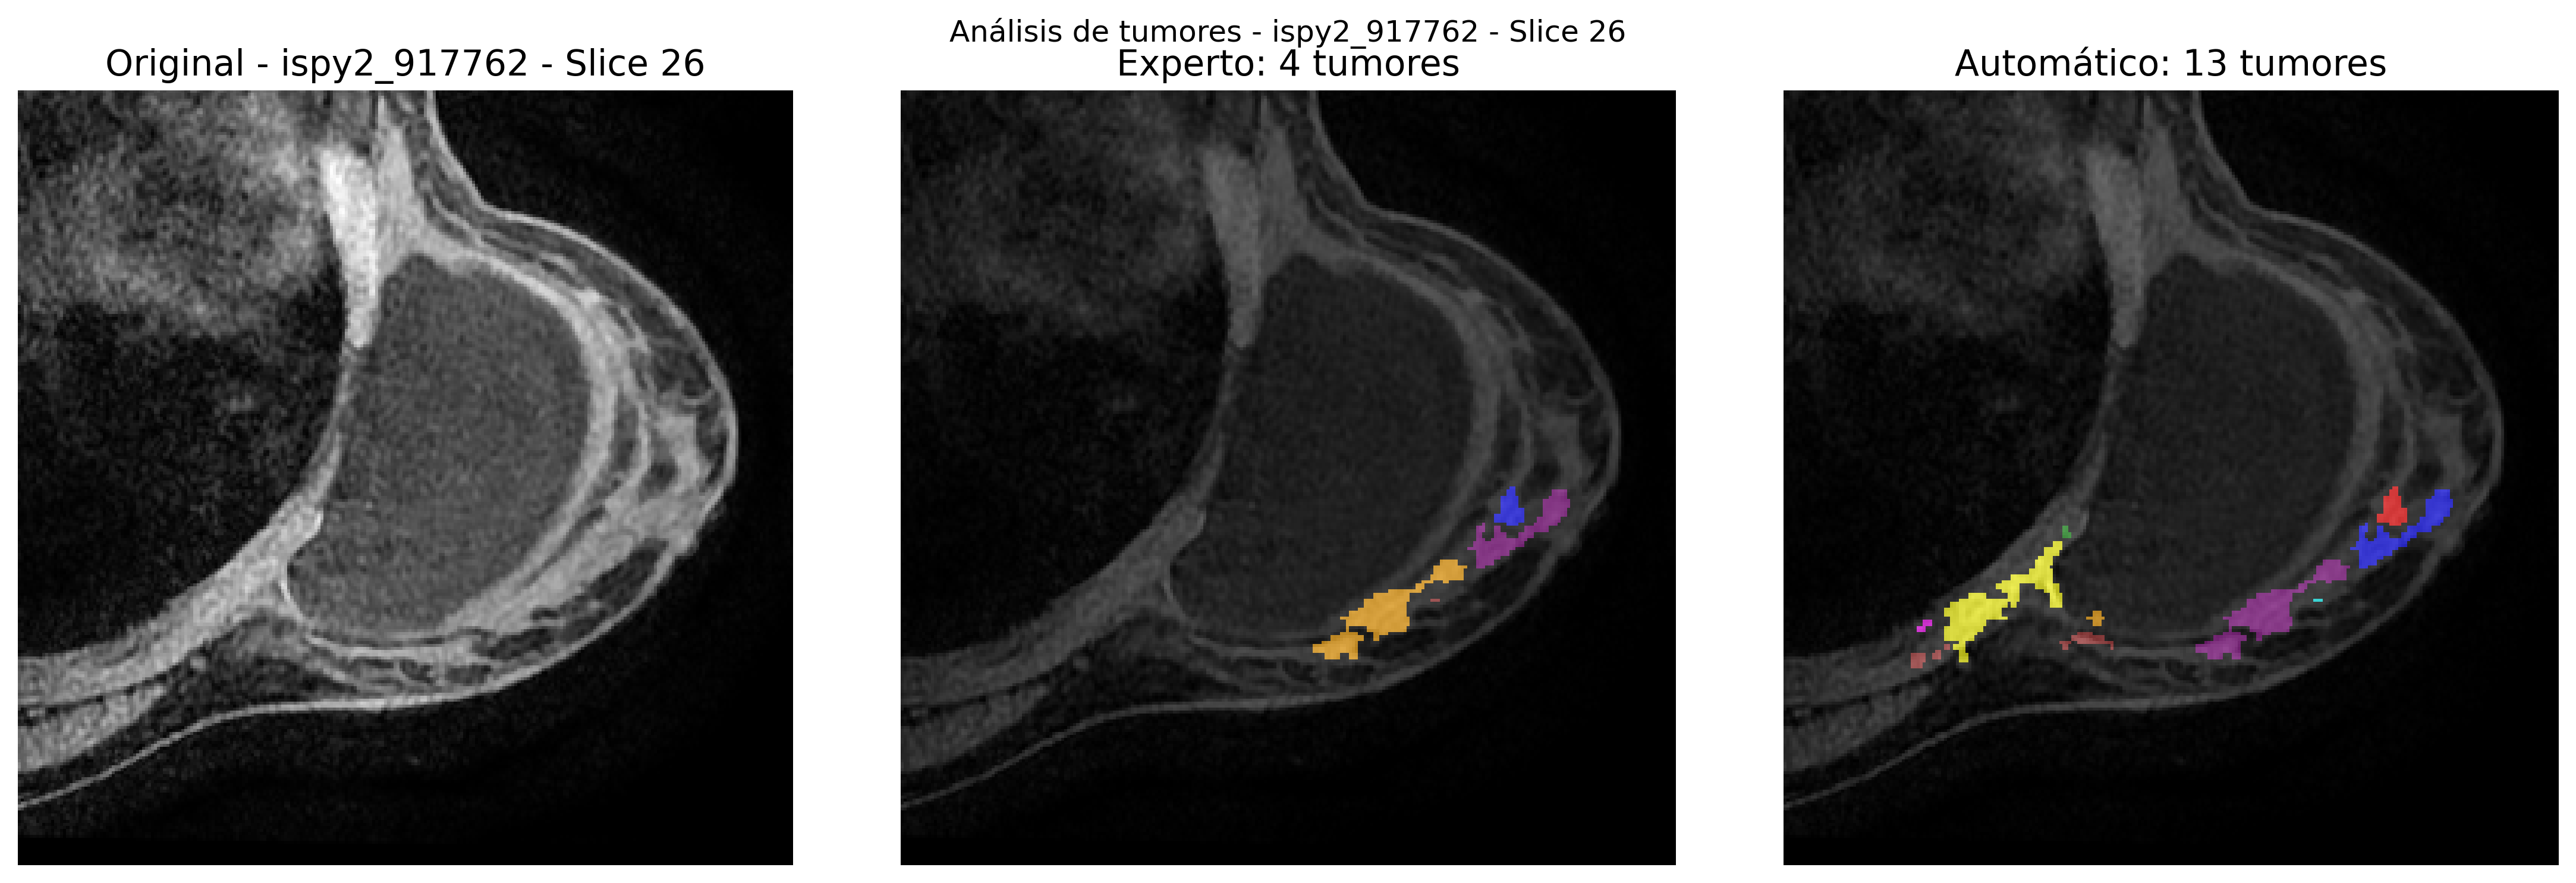 Análisis de tumores - ispy2_917762 - Slice 26
Original - ispy2_917762 - Slice 26
Experto: 4 tumores
Automático: 13 tumores